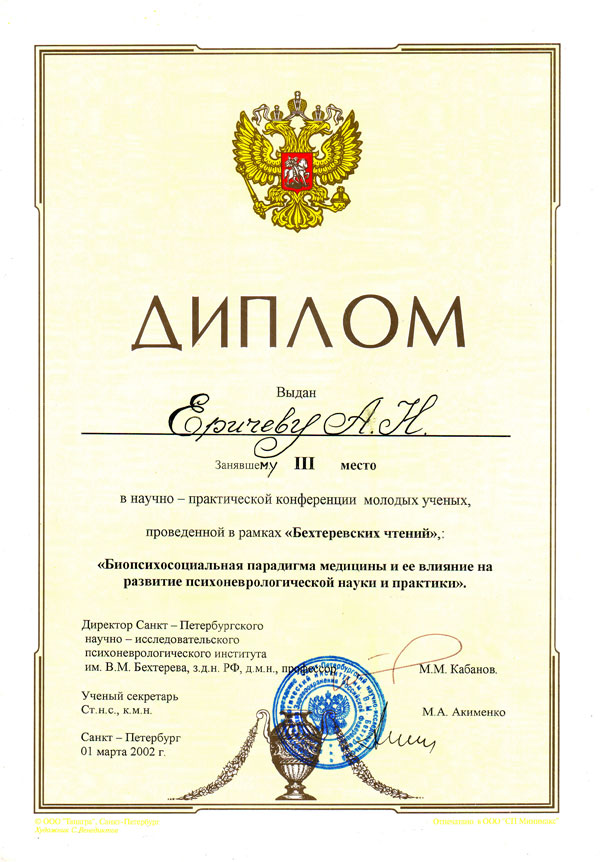 ДИПЛОМ
Выдан
Еричеву А.Н.
Занявшему III место
в научно – практической конференции молодых ученых,
проведенной в рамках «Бехтеревских чтений»,:
«Биопсихосоциальная парадигма медицины и ее влияние на
развитие психоневрологической науки и практики».
Директор Санкт – Петербургского
научно – исследовательского
психоневрологического института
им. В.М. Бехтерева, з.д.н. РФ, д.м.н., профессор М.М. Кабанов.
Ученый секретарь
Ст.н.с., к.м.н. М.А. Акименко
Санкт – Петербург
01 марта 2002 г.